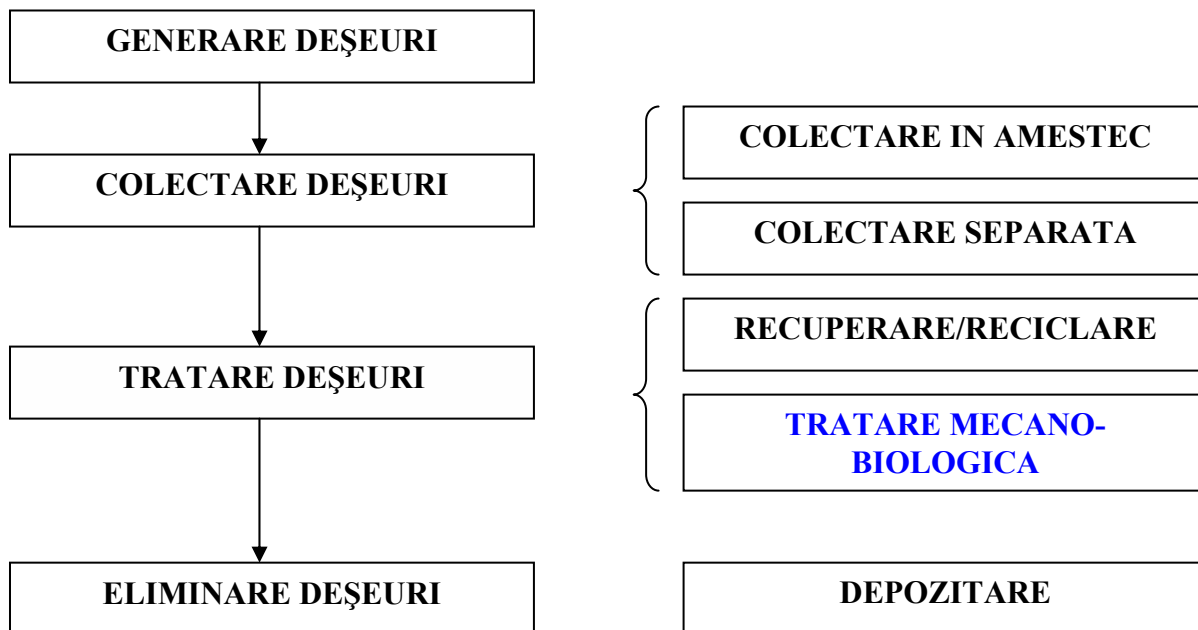 GENERARE DEŞEURI
COLECTARE DEŞEURI
COLECTARE IN AMESTEC
COLECTARE SEPARATA
TRATARE DEŞEURI
RECUPERARE/RECICLARE
TRATARE MECANO-
BIOLOGICA
ELIMINARE DEŞEURI
DEPOZITARE